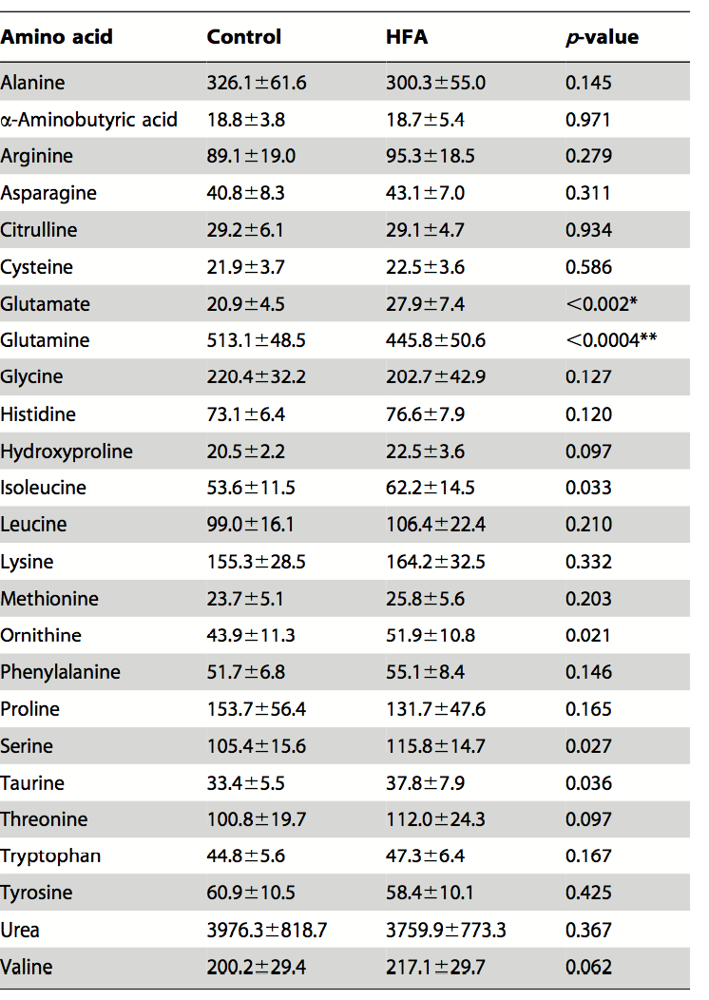 Amino acid Control HFA p-value
Alanine 326.1±61.6 300.3±55.0 0.145
α-Aminobutyric acid 18.8±3.8 18.7±5.4 0.971
Arginine 89.1±19.0 95.3±18.5 0.279
Asparagine 40.8±8.3 43.1±7.0 0.311
Citrulline 29.2±6.1 29.1±4.7 0.934
Cysteine 21.9±3.7 22.5±3.6 0.586
Glutamate 20.9±4.5 27.9±7.4 <0.002*
Glutamine 513.1±48.5 445.8±50.6 <0.0004**
Glycine 220.4±32.2 202.7±42.9 0.127
Histidine 73.1±6.4 76.6±7.9 0.120
Hydroxyproline 20.5±2.2 22.5±3.6 0.097
Isoleucine 53.6±11.5 62.2±14.5 0.033
Leucine 99.0±16.1 106.4±22.4 0.210
Lysine 155.3±28.5 164.2±32.5 0.332
Methionine 23.7±5.1 25.8±5.6 0.203
Ornithine 43.9±11.3 51.9±10.8 0.021
Phenylalanine 51.7±6.8 55.1±8.4 0.146
Proline 153.7±56.4 131.7±47.6 0.165
Serine 105.4±15.6 115.8±14.7 0.027
Taurine 33.4±5.5 37.8±7.9 0.036
Threonine 100.8±19.7 112.0±24.3 0.097
Tryptophan 44.8±5.6 47.3±6.4 0.167
Tyrosine 60.9±10.5 58.4±10.1 0.425
Urea 3976.3±818.7 3759.9±773.3 0.367
Valine 200.2±29.4 217.1±29.7 0.062